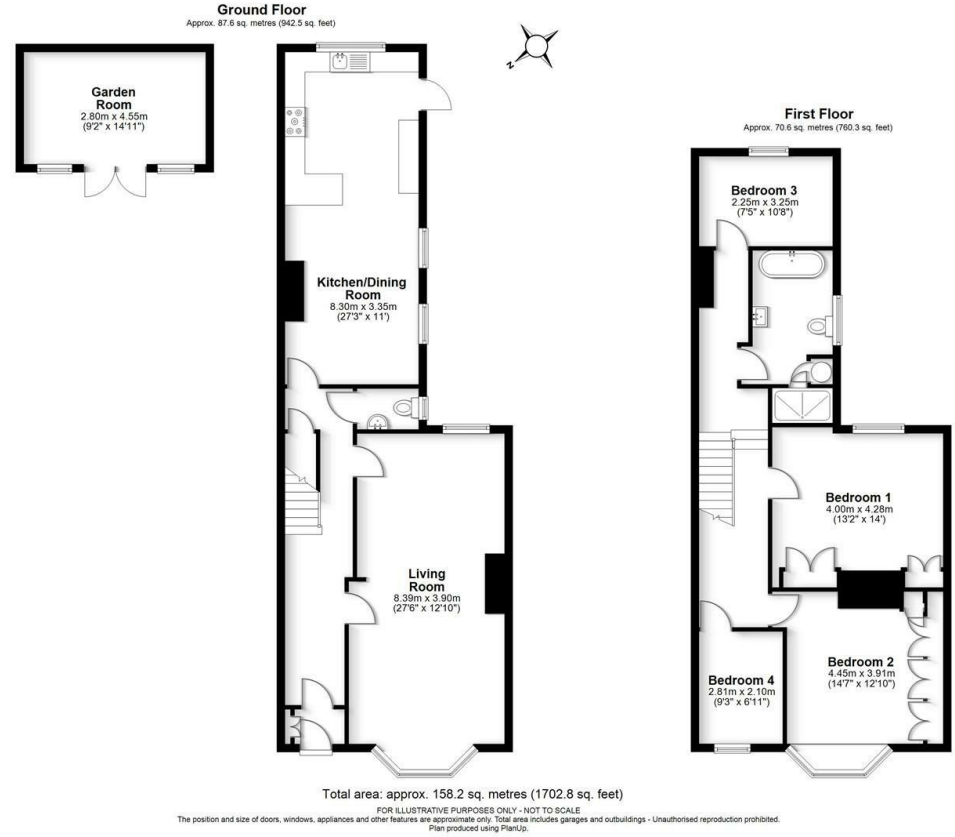 Ground Floor
Approx. 87.6 sq. metres (942.5 sq. feet)
N
Garden
Room
2.80m x 4.55m
(9'2" x 14'11")
Kitchen/Dining
Room
8.30m x 3.35m
(27'3" x 11')
Living
Room
8.39m x 3.90m
(27'6" x 12'10")
First Floor
Approx. 70.6 sq. metres (760.3 sq. feet)
Bedroom 3
2.25m x 3.25m
(7'5" x 10'8")
Bedroom 1
4.00m x 4.28m
(13'2" x 14')
Bedroom 2
4.45m x 3.91m
(14'7" x 12'10")
Bedroom 4
2.81m x 2.10m
(9'3" x 6'11")
Total area: approx. 158.2 sq. metres (1702.8 sq. feet)
FOR ILLUSTRATIVE PURPOSES ONLY - NOT TO SCALE
The position and size of doors, windows, appliances and other features are approximate only. Total area includes garages and outbuildings - Unauthorised reproduction prohibited.
Plan produced using PlanUp.